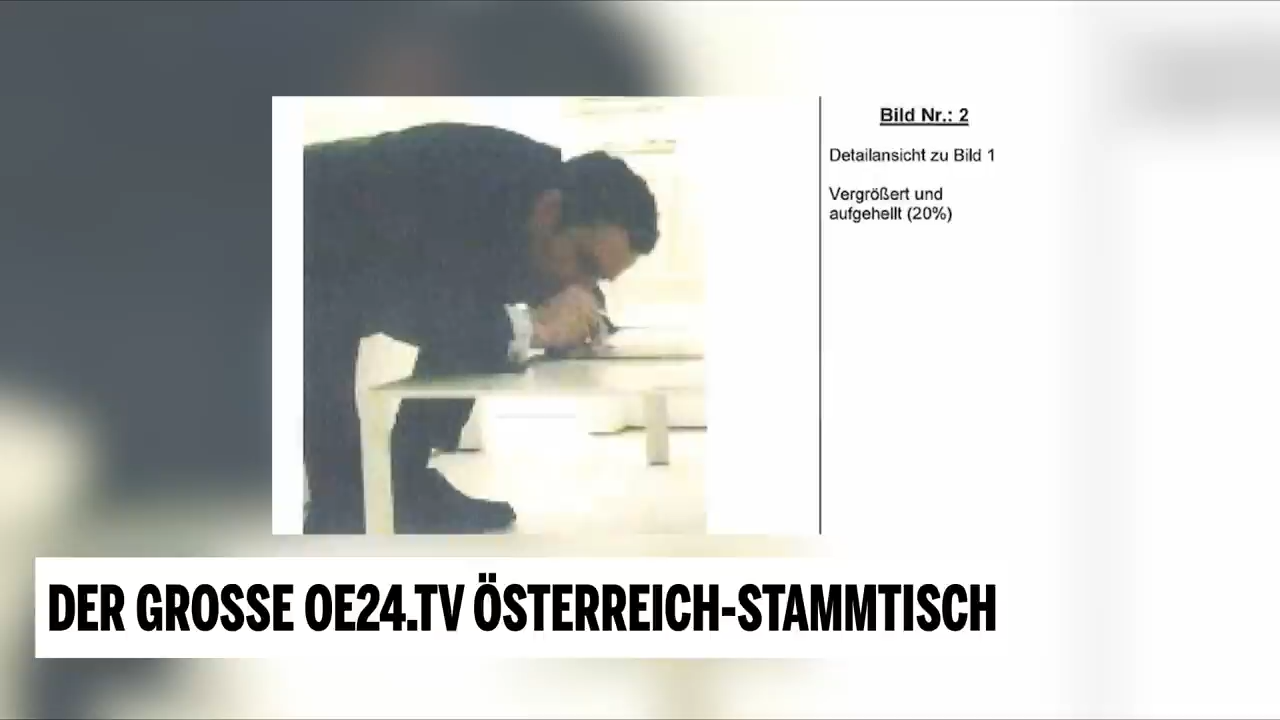 Bild Nr.: 2
Detailansicht zu Bild 1
Vergrößert und
aufgehellt (20%)
DER GROSSE OE24.TV ÖSTERREICH-STAMMTISCH